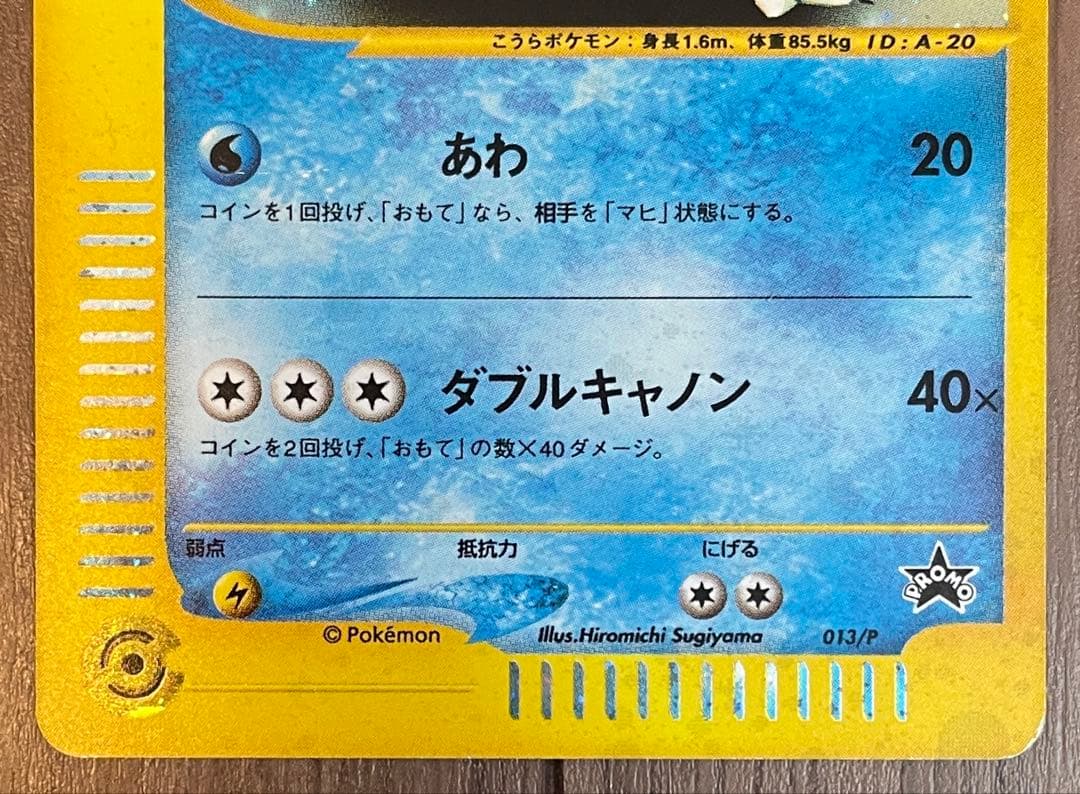 こうらポケモン：身長1.6m、体重85.5kg ID:A-20
あわ 20
コインを1回投げ、「おもて」なら、相手を「マヒ」状態にする。
ダブルキャノン 40×
コインを2回投げ、「おもて」の数×40ダメージ。
弱点 抵抗力 にげる
PROMO
© Pokémon Illus.Hiromichi Sugiyama 013/P